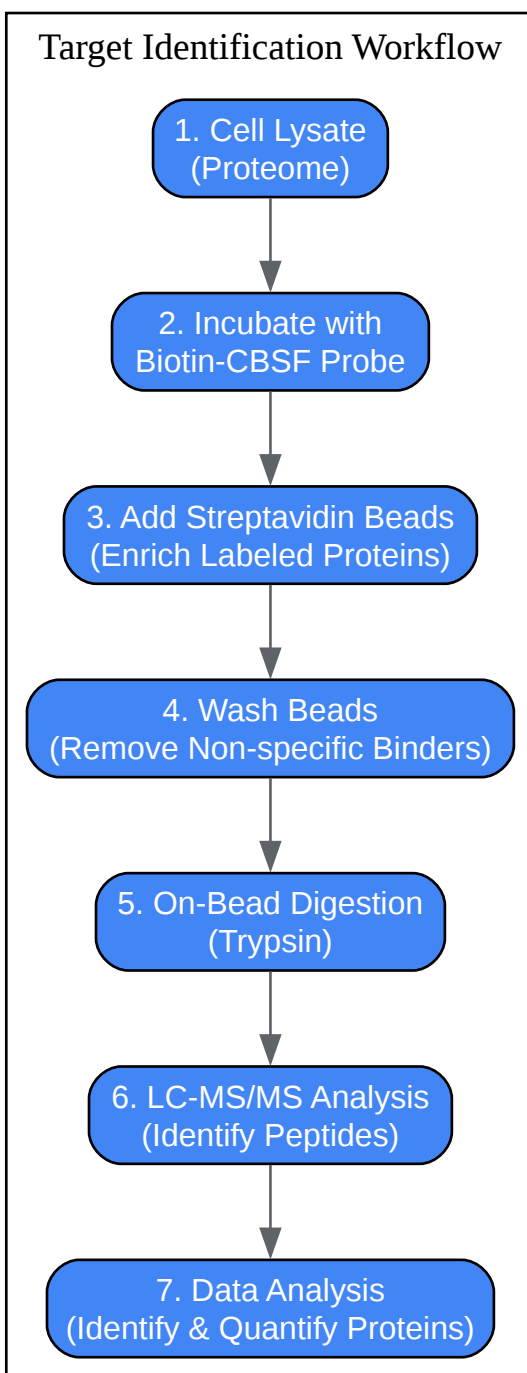 Target Identification Workflow
1. Cell Lysate
(Proteome)
2. Incubate with
Biotin-CBSF Probe
3. Add Streptavidin Beads
(Enrich Labeled Proteins)
4. Wash Beads
(Remove Non-specific Binders)
5. On-Bead Digestion
(Trypsin)
6. LC-MS/MS Analysis
(Identify Peptides)
7. Data Analysis
(Identify & Quantify Proteins)